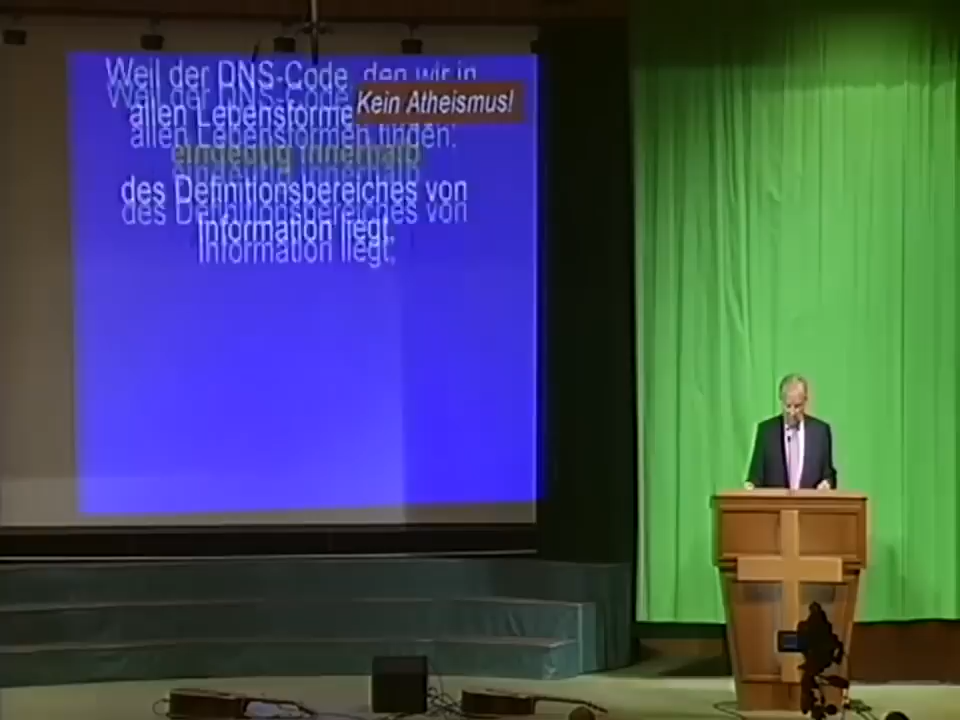 Weil der DNS-Code, den wir in
allen Lebensformen finden,
Kein Atheismus!
eindeutig innerhalb
des Definitionsbereiches von
Information liegt,